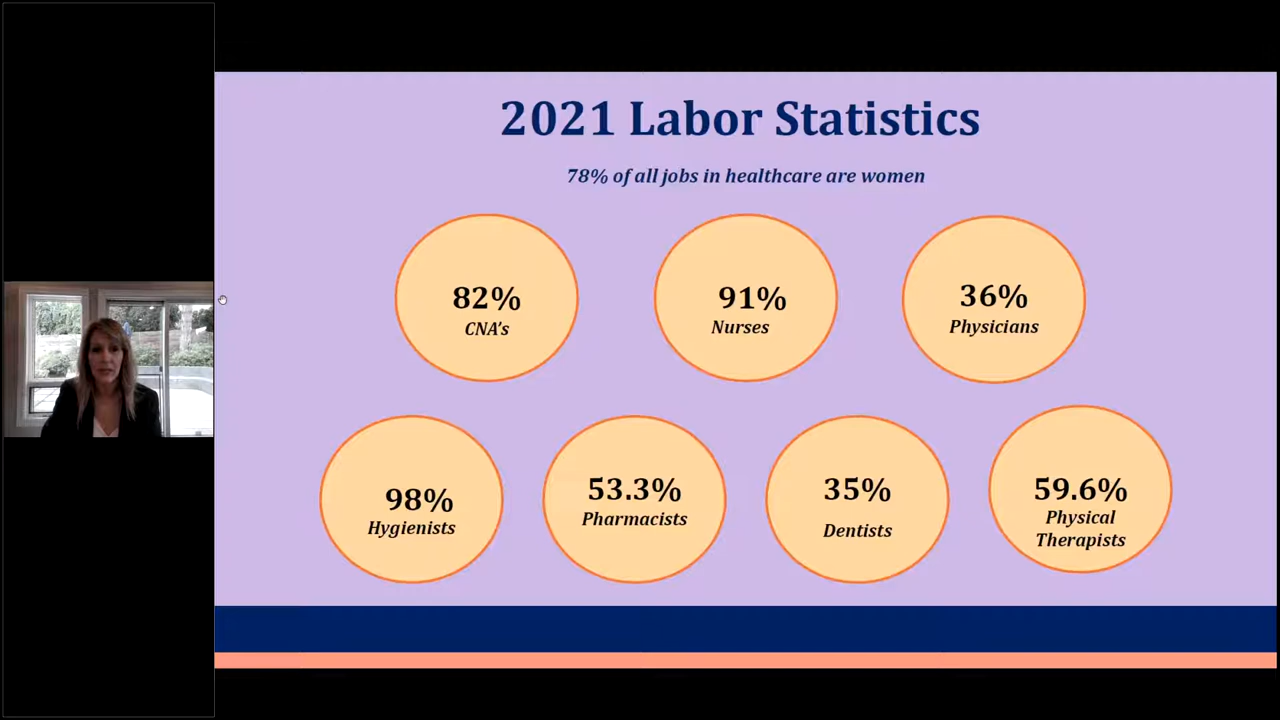 2021 Labor Statistics
78% of all jobs in healthcare are women
82%
CNA's
91%
Nurses
36%
Physicians
98%
Hygienists
53.3%
Pharmacists
35%
Dentists
59.6%
Physical
Therapists